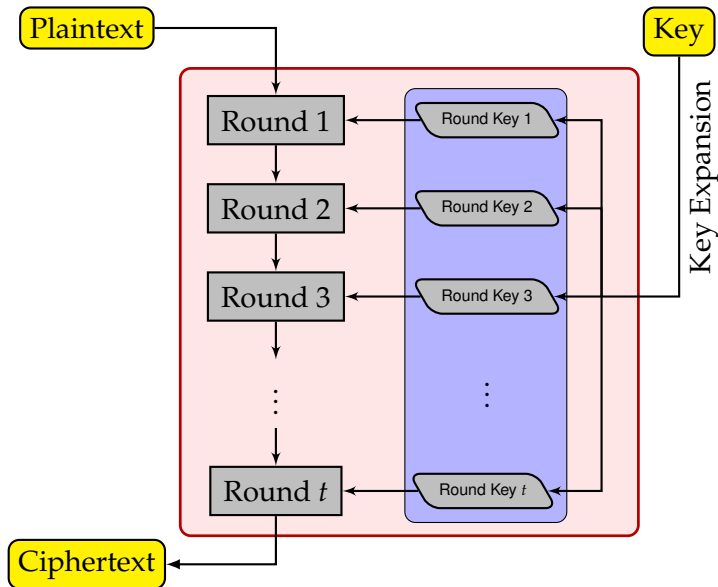 Plaintext
Key
Key Expansion
Round 1
Round Key 1
Round 2
Round Key 2
Round 3
Round Key 3
⋮
⋮
Round t
Round Key t
Ciphertext